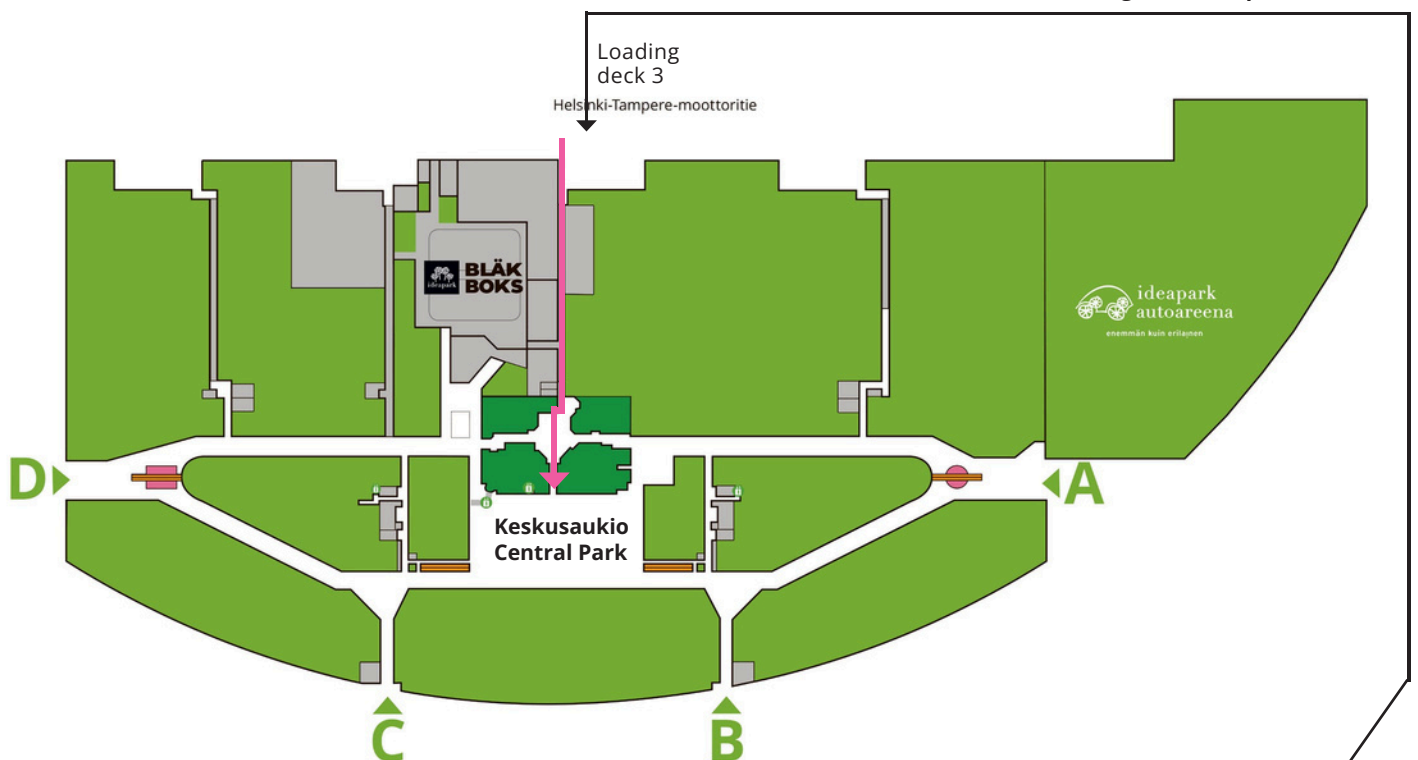 Loading
deck 3
Helsinki-Tampere-moottoritie
ideapark
BLÄK
BOKS
ideapark
autoareena
enemmän kuin erilainen
D
A
Keskusaukio
Central Park
C
B